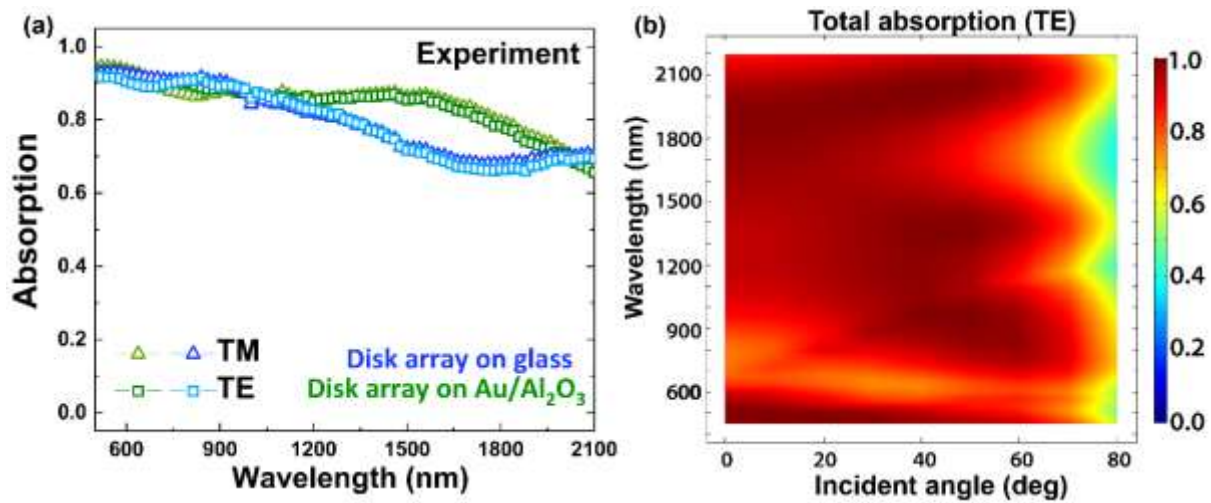 (a)
Experiment
Absorption
1.0
0.8
0.6
0.4
0.2
0.0
TM
TE
Disk array on glass
Disk array on Au/Al₂O₃
600 900 1200 1500 1800 2100
Wavelength (nm)
(b)
Total absorption (TE)
Wavelength (nm)
2100
1800
1500
1200
900
600
0 20 40 60 80
Incident angle (deg)
1.0
0.8
0.6
0.4
0.2
0.0